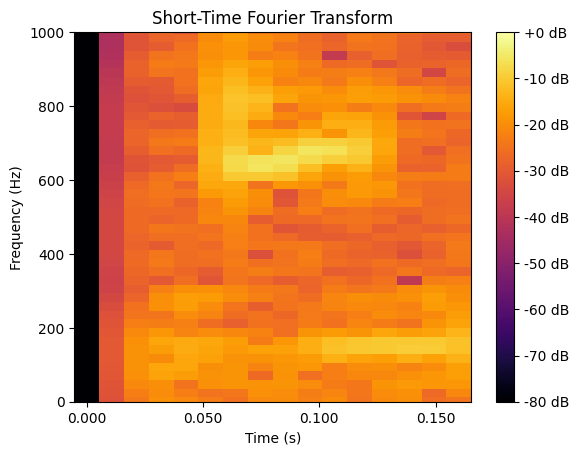 Short-Time Fourier Transform
1000
800
600
400
200
0
Frequency (Hz)
0.000
0.050
0.100
0.150
Time (s)
+0 dB
-10 dB
-20 dB
-30 dB
-40 dB
-50 dB
-60 dB
-70 dB
-80 dB